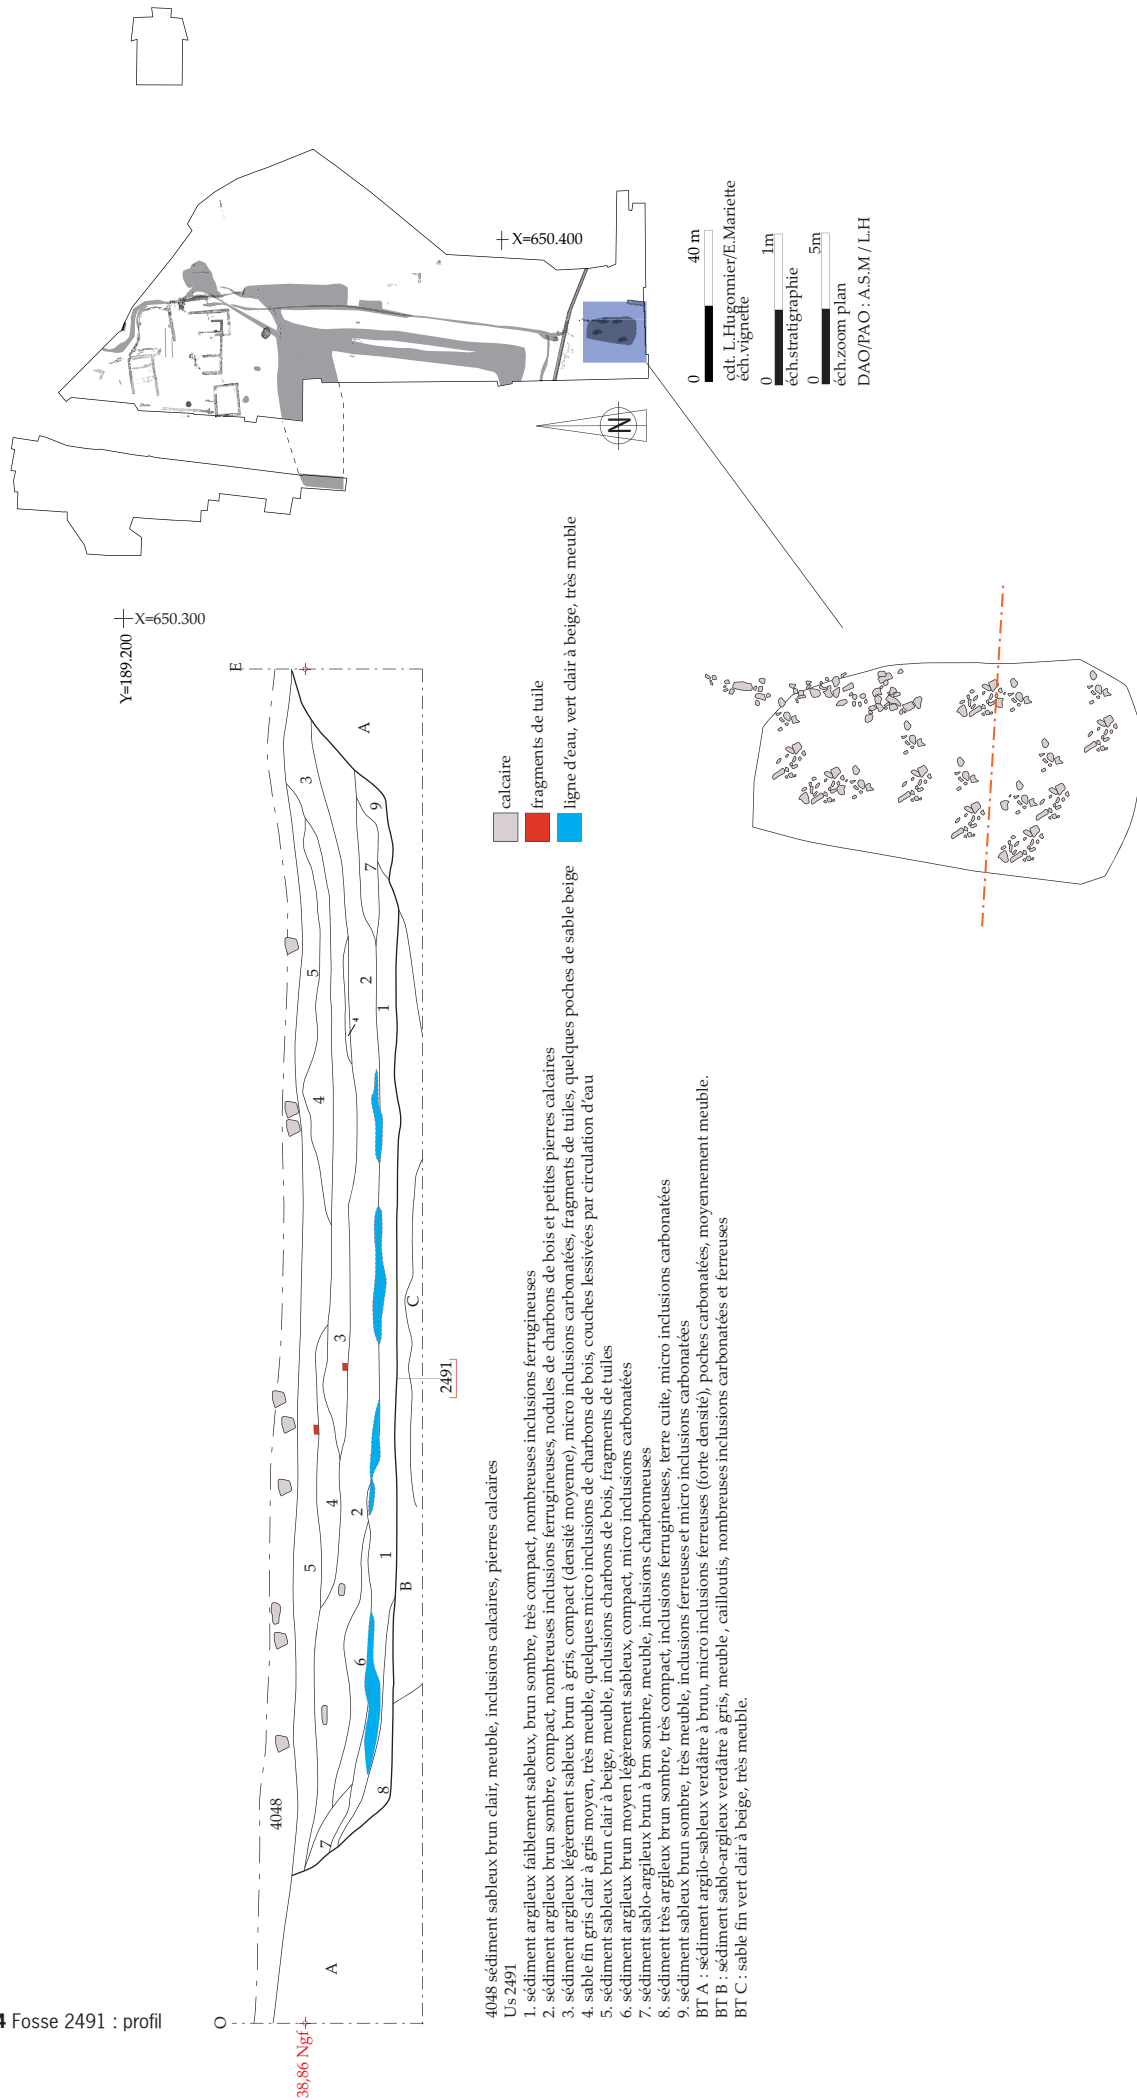 4 Fosse 2491 : profil
O
E
38,86 Ngf
4048
A
7
8
6
5
4
2
1
B
3
C
2491
4
5
4
2
1
3
7
9
A
Y=189.200
X=650.300
X=650.400
N
calcaire
fragments de tuile
ligne d'eau, vert clair à beige, très meuble
4048 sédiment sableux brun clair, meuble, inclusions calcaires, pierres calcaires
Us 2491
1. sédiment argileux faiblement sableux, brun sombre, très compact, nombreuses inclusions ferrugineuses
2. sédiment argileux brun sombre, compact, nombreuses inclusions ferrugineuses, nodules de charbons de bois et petites pierres calcaires
3. sédiment argileux légèrement sableux brun à gris, compact (densité moyenne), micro inclusions carbonatées, fragments de tuiles, quelques poches de sable beige
4. sable fin gris clair à gris moyen, très meuble, quelques micro inclusions de charbons de bois, couches lessivées par circulation d'eau
5. sédiment sableux brun clair à beige, meuble, inclusions charbons de bois, fragments de tuiles
6. sédiment argileux brun moyen légèrement sableux, compact, micro inclusions carbonatées
7. sédiment sablo-argileux brun à brn sombre, meuble, inclusions charbonneuses
8. sédiment très argileux brun sombre, très compact, inclusions ferrugineuses, terre cuite, micro inclusions carbonatées
9. sédiment sableux brun sombre, très meuble, inclusions ferreuses et micro inclusions carbonatées
BT A : sédiment argilo-sableux verdâtre à brun, micro inclusions ferreuses (forte densité), poches carbonatées, moyennement meuble.
BT B : sédiment sablo-argileux verdâtre à gris, meuble , cailloutis, nombreuses inclusions carbonatées et ferreuses
BT C : sable fin vert clair à beige, très meuble.
0 40 m
cdt. L.Hugonnier/E.Mariette
éch.vignette
0 1m
éch.stratigraphie
0 5m
éch.zoom plan
DAO/PAO : A.S.M / L.H